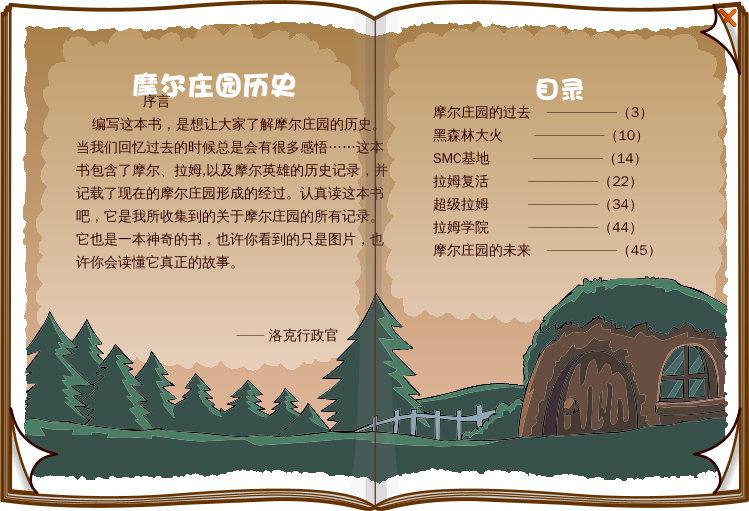 摩尔庄园历史
序言
编写这本书，是想让大家了解摩尔庄园的历史。
当我们回忆过去的时候总是会有很多感悟……这本
书包含了摩尔、拉姆,以及摩尔英雄的历史记录，并
记载了现在的摩尔庄园形成的经过。认真读这本书
吧，它是我所收集到的关于摩尔庄园的所有记录。
它也是一本神奇的书，也许你看到的只是图片，也
许你会读懂它真正的故事。
—— 洛克行政官
目录
摩尔庄园的过去 ————— （3）
黑森林大火 ————— （10）
SMC基地 ————— （14）
拉姆复活 ————— （22）
超级拉姆 ————— （34）
拉姆学院 ————— （44）
摩尔庄园的未来 ————— （45）